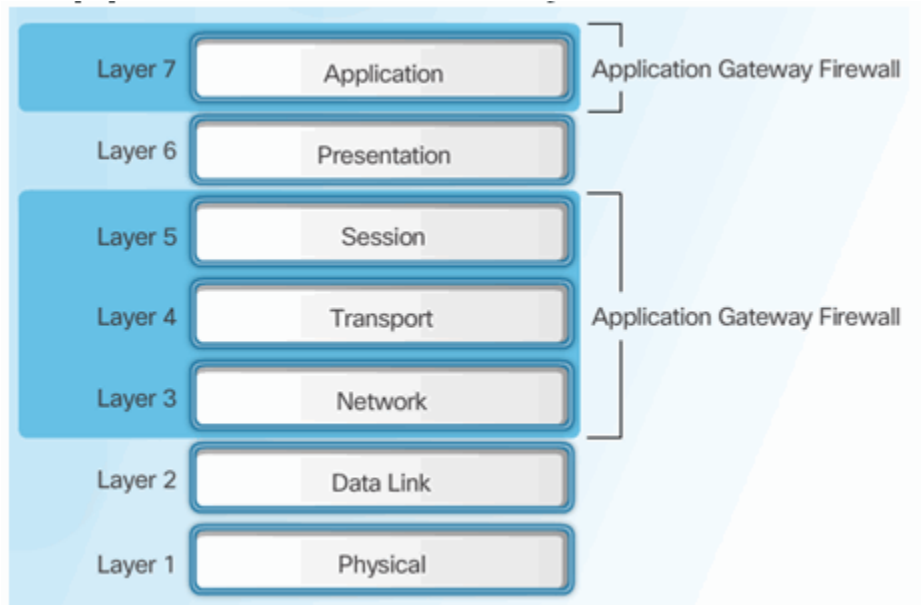 Layer 7 Application Application Gateway Firewall
Layer 6 Presentation
Layer 5 Session
Layer 4 Transport Application Gateway Firewall
Layer 3 Network
Layer 2 Data Link
Layer 1 Physical